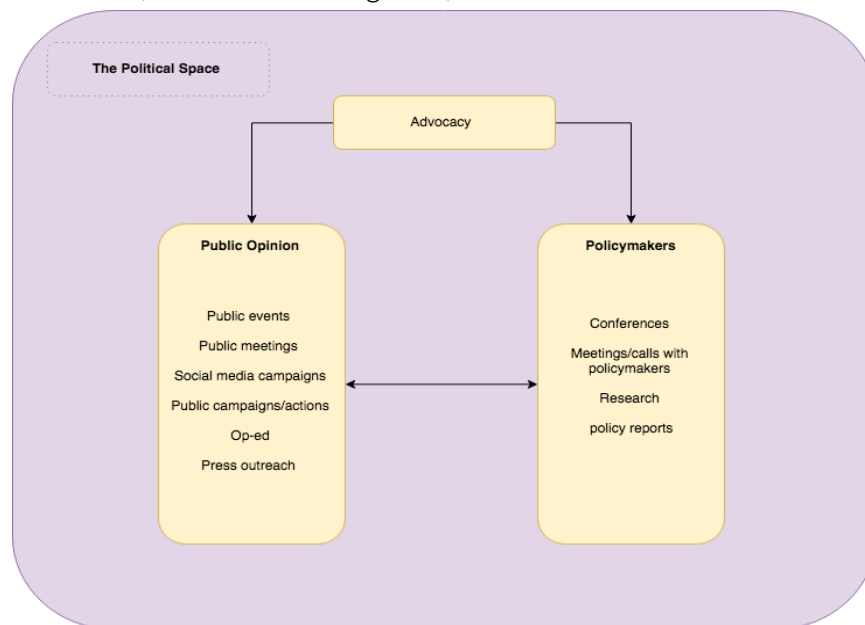 The Political Space
Advocacy
Public Opinion
Public events
Public meetings
Social media campaigns
Public campaigns/actions
Op-ed
Press outreach
Policymakers
Conferences
Meetings/calls with
policymakers
Research
policy reports